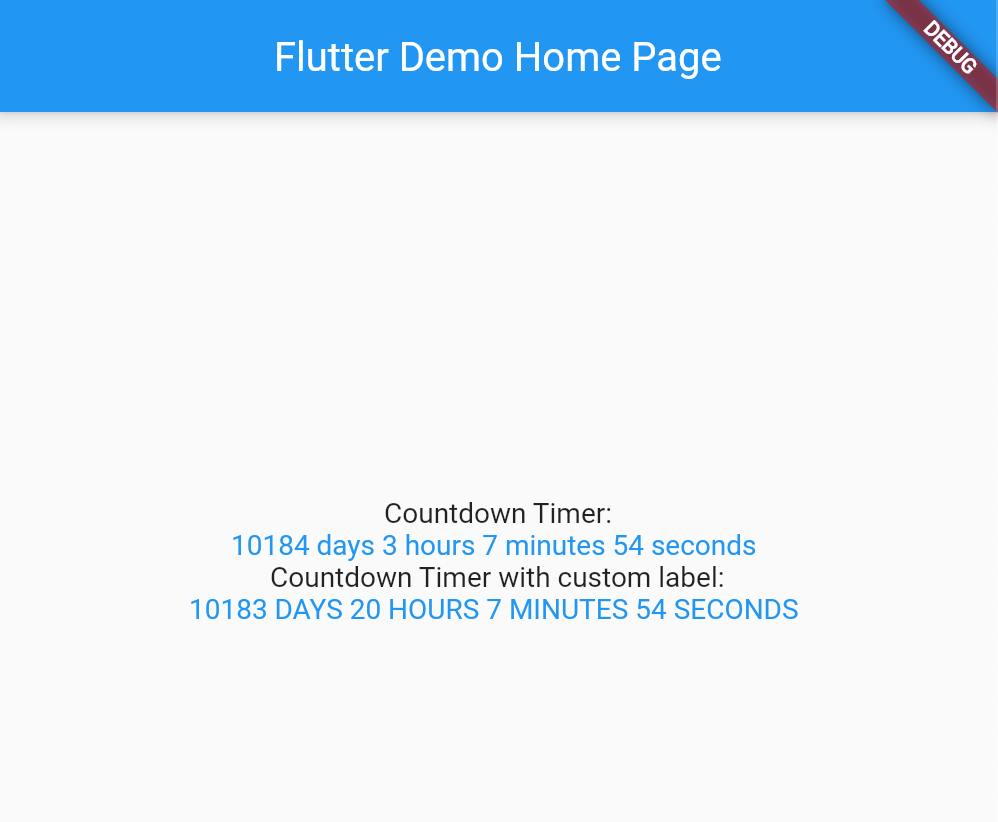 Flutter Demo Home Page
DEBUG
Countdown Timer:
10184 days 3 hours 7 minutes 54 seconds
Countdown Timer with custom label:
10183 DAYS 20 HOURS 7 MINUTES 54 SECONDS